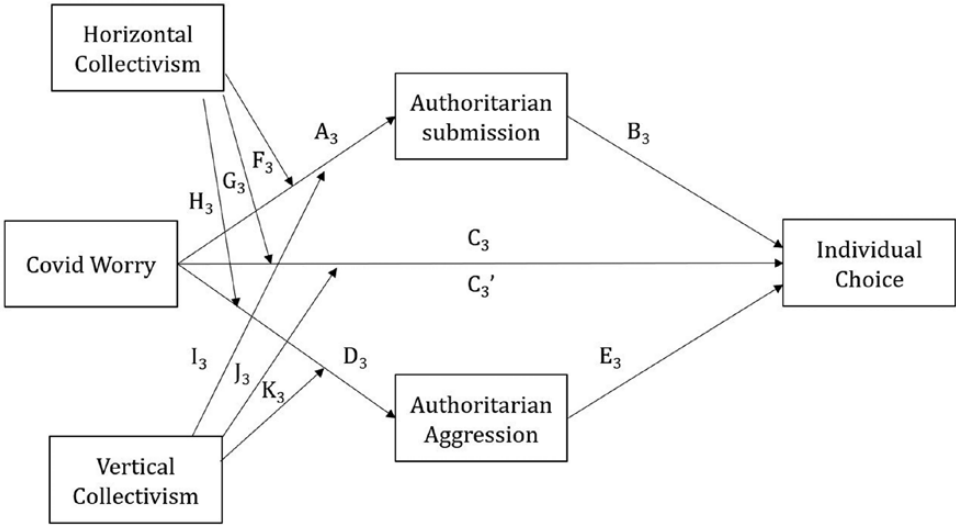 Horizontal
Collectivism
Authoritarian
submission
A₃
B₃
F₃
G₃
H₃
Covid Worry
C₃
C₃’
Individual
Choice
I₃
J₃
K₃
D₃
E₃
Authoritarian
Aggression
Vertical
Collectivism